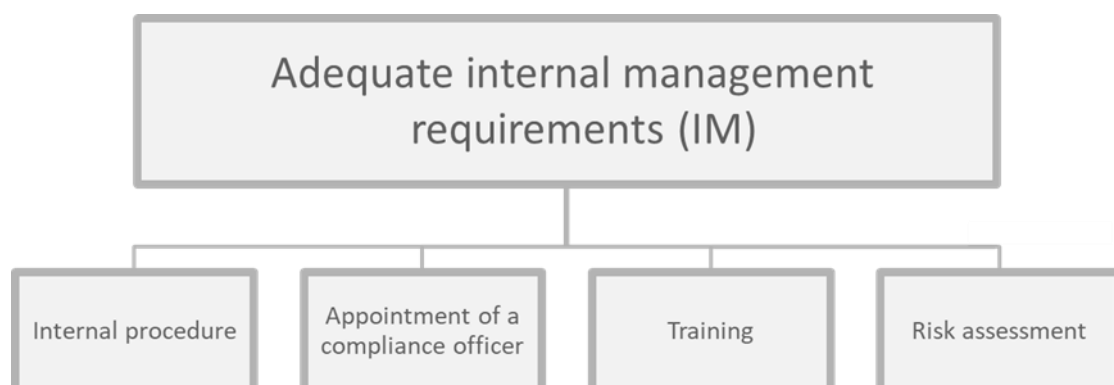 Adequate internal management
requirements (IM)
Internal procedure
Appointment of a
compliance officer
Training
Risk assessment